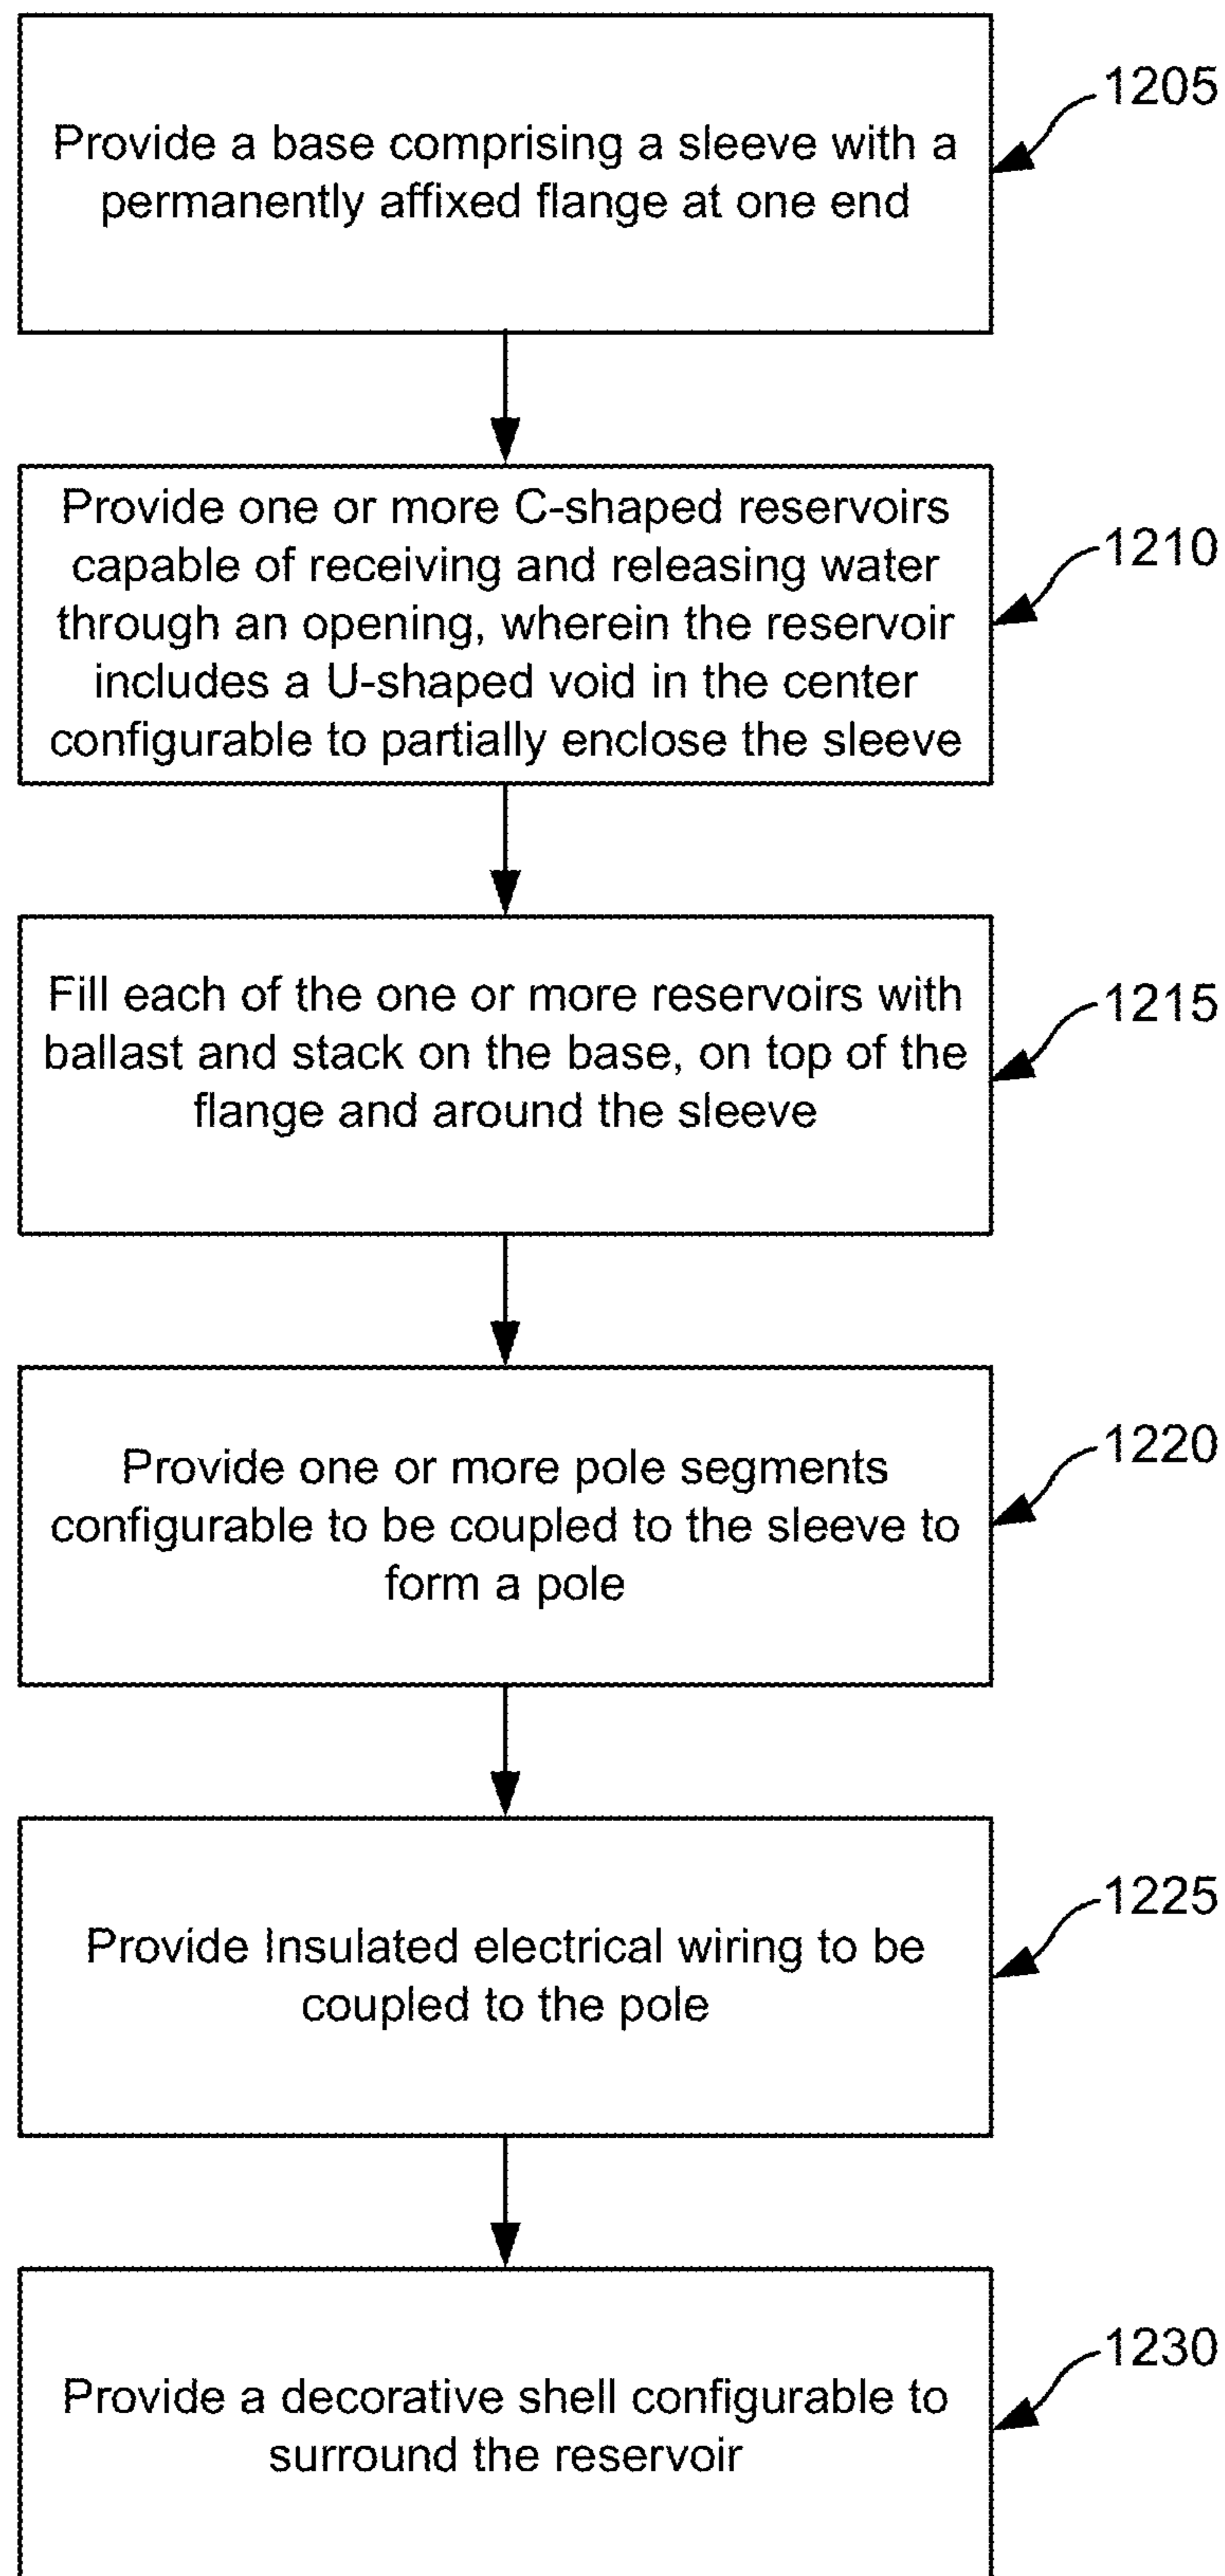 Provide a base comprising a sleeve with a
permanently affixed flange at one end
1205
Provide one or more C-shaped reservoirs
capable of receiving and releasing water
through an opening, wherein the reservoir
includes a U-shaped void in the center
configurable to partially enclose the sleeve
1210
Fill each of the one or more reservoirs with
ballast and stack on the base, on top of the
flange and around the sleeve
1215
Provide one or more pole segments
configurable to be coupled to the sleeve to
form a pole
1220
Provide Insulated electrical wiring to be
coupled to the pole
1225
Provide a decorative shell configurable to
surround the reservoir
1230